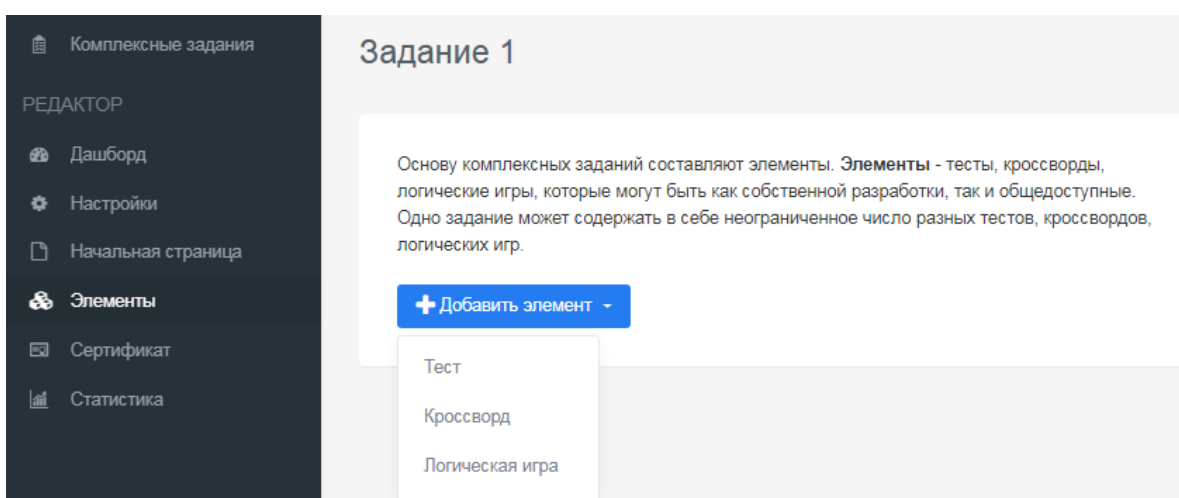 Комплексные задания
РЕДАКТОР
Дашборд
Настройки
Начальная страница
Элементы
Сертификат
Статистика
Задание 1
Основу комплексных заданий составляют элементы. Элементы - тесты, кроссворды,
логические игры, которые могут быть как собственной разработки, так и общедоступные.
Одно задание может содержать в себе неограниченное число разных тестов, кроссвордов,
логических игр.
Добавить элемент
Тест
Кроссворд
Логическая игра